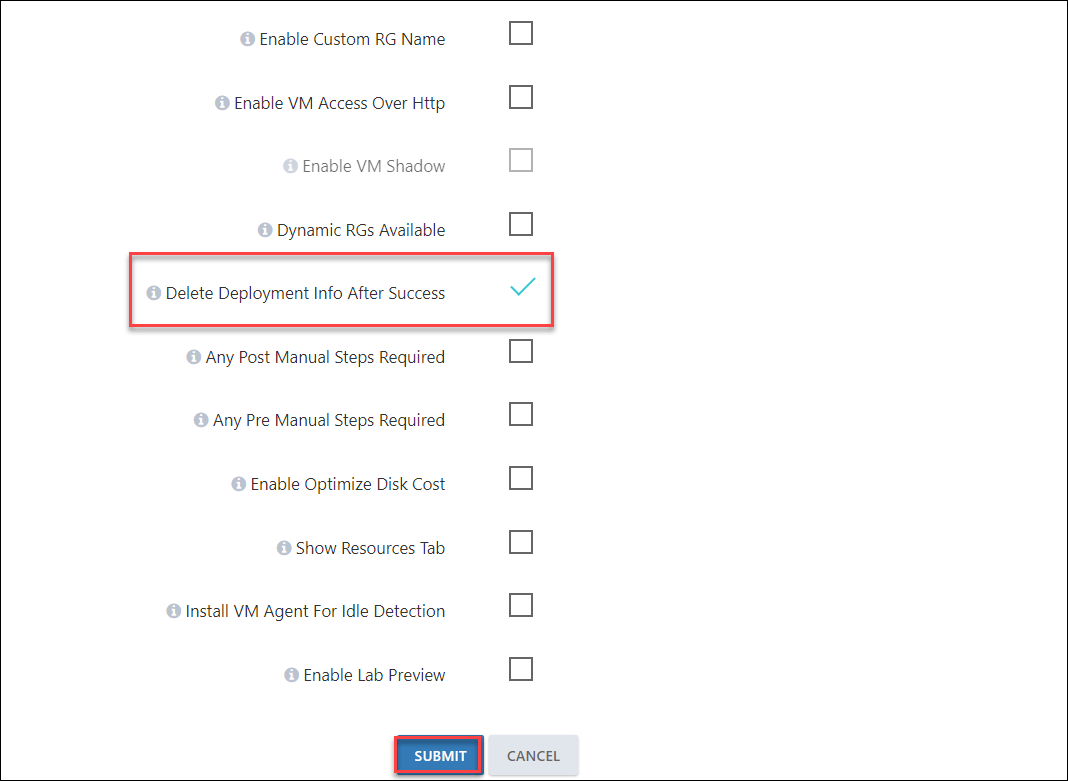 Enable Custom RG Name
Enable VM Access Over Http
Enable VM Shadow
Dynamic RGs Available
Delete Deployment Info After Success
Any Post Manual Steps Required
Any Pre Manual Steps Required
Enable Optimize Disk Cost
Show Resources Tab
Install VM Agent For Idle Detection
Enable Lab Preview
SUBMIT CANCEL